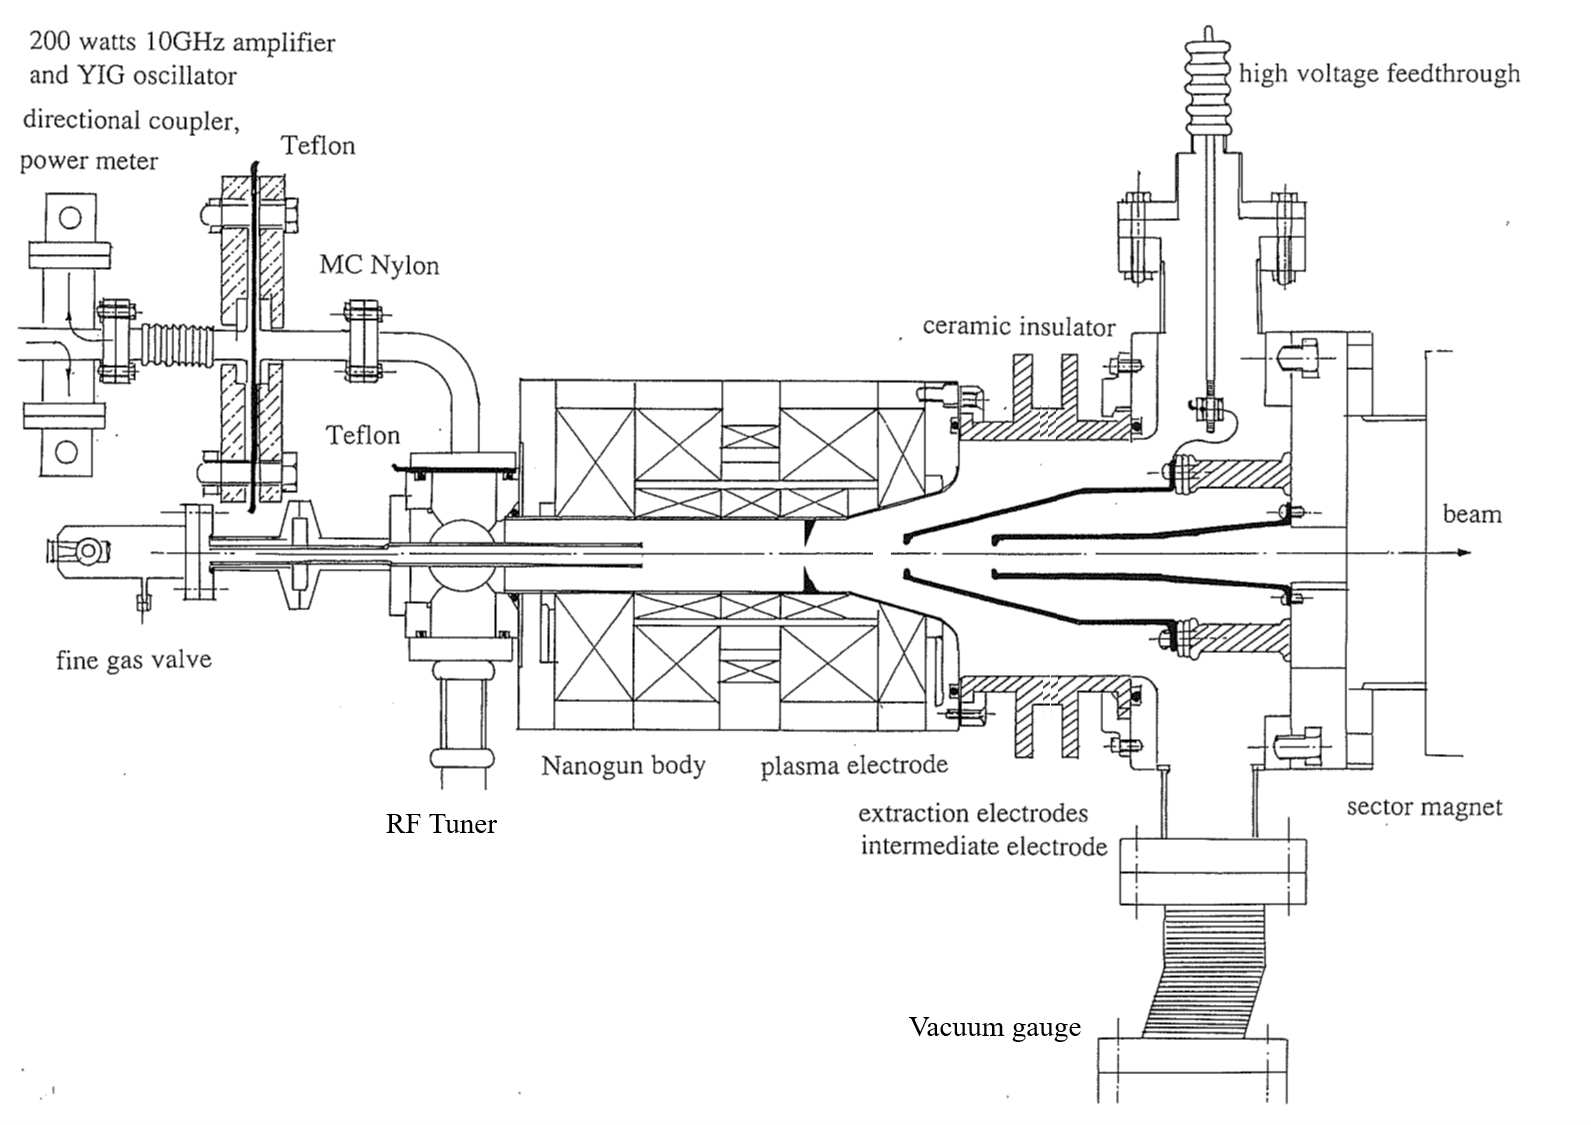 200 watts 10GHz amplifier
and YIG oscillator
directional coupler,
power meter
Teflon
high voltage feedthrough
MC Nylon
ceramic insulator
Teflon
beam
fine gas valve
Nanogun body
plasma electrode
RF Tuner
extraction electrodes
intermediate electrode
sector magnet
Vacuum gauge